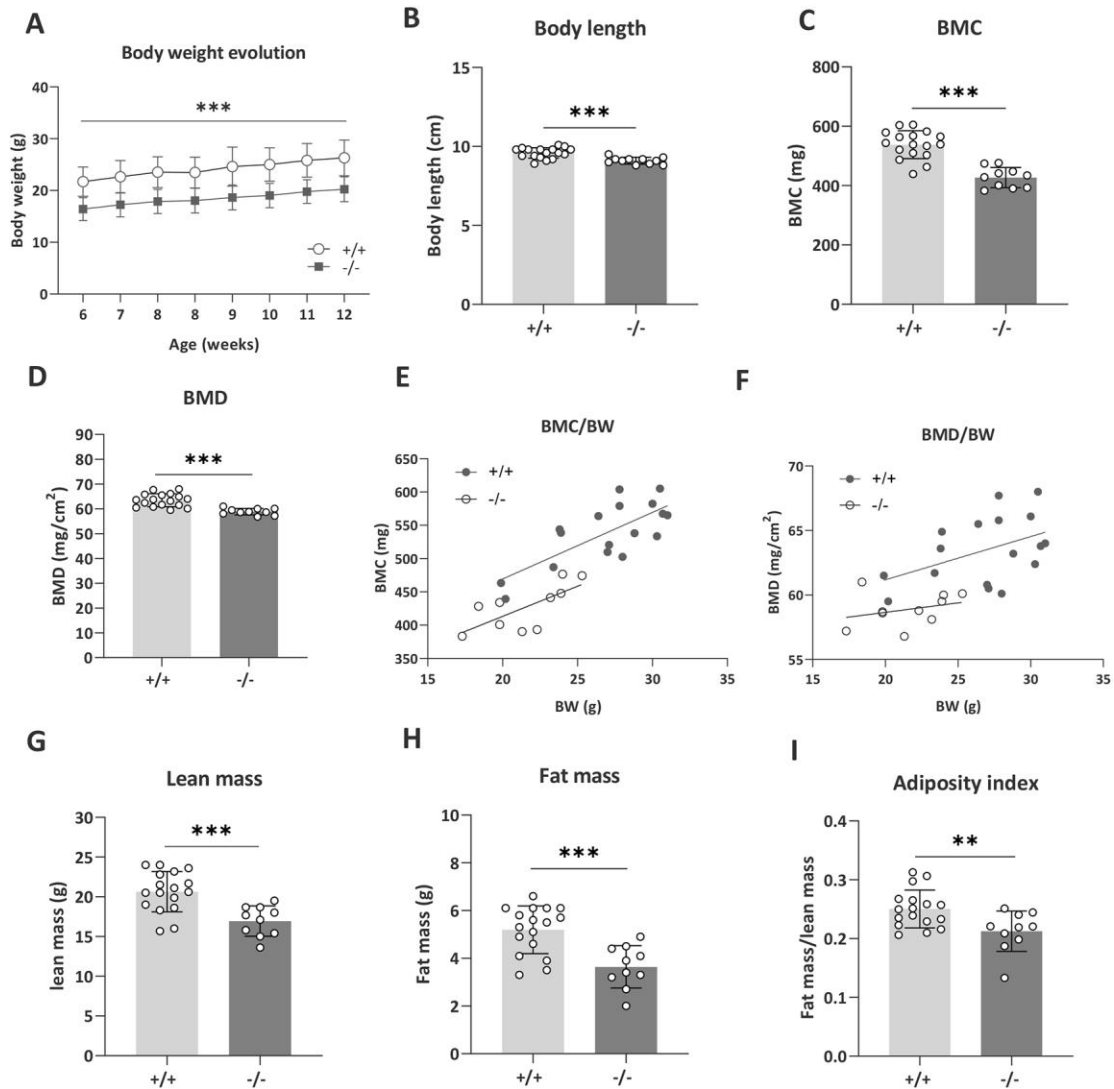 A
Body weight evolution
Body weight (g)
40
30
20
10
0
***
+/+
-/-
6 7 8 8 9 10 11 12
Age (weeks)
B
Body length
Body length (cm)
15
10
5
0
***
+/+ -/-
C
BMC
BMC (mg)
800
600
400
200
0
***
+/+ -/-
D
BMD
BMD (mg/cm²)
90
80
70
60
50
40
30
20
10
0
***
+/+ -/-
E
BMC/BW
BMC (mg)
650
600
550
500
450
400
350
+/+
-/-
15 20 25 30 35
BW (g)
F
BMD/BW
BMD (mg/cm²)
70
65
60
55
+/+
-/-
15 20 25 30 35
BW (g)
G
Lean mass
lean mass (g)
30
25
20
15
10
5
0
***
+/+ -/-
H
Fat mass
Fat mass (g)
10
8
6
4
2
0
***
+/+ -/-
I
Adiposity index
Fat mass/lean mass
0.4
0.3
0.2
0.1
0.0
**
+/+ -/-